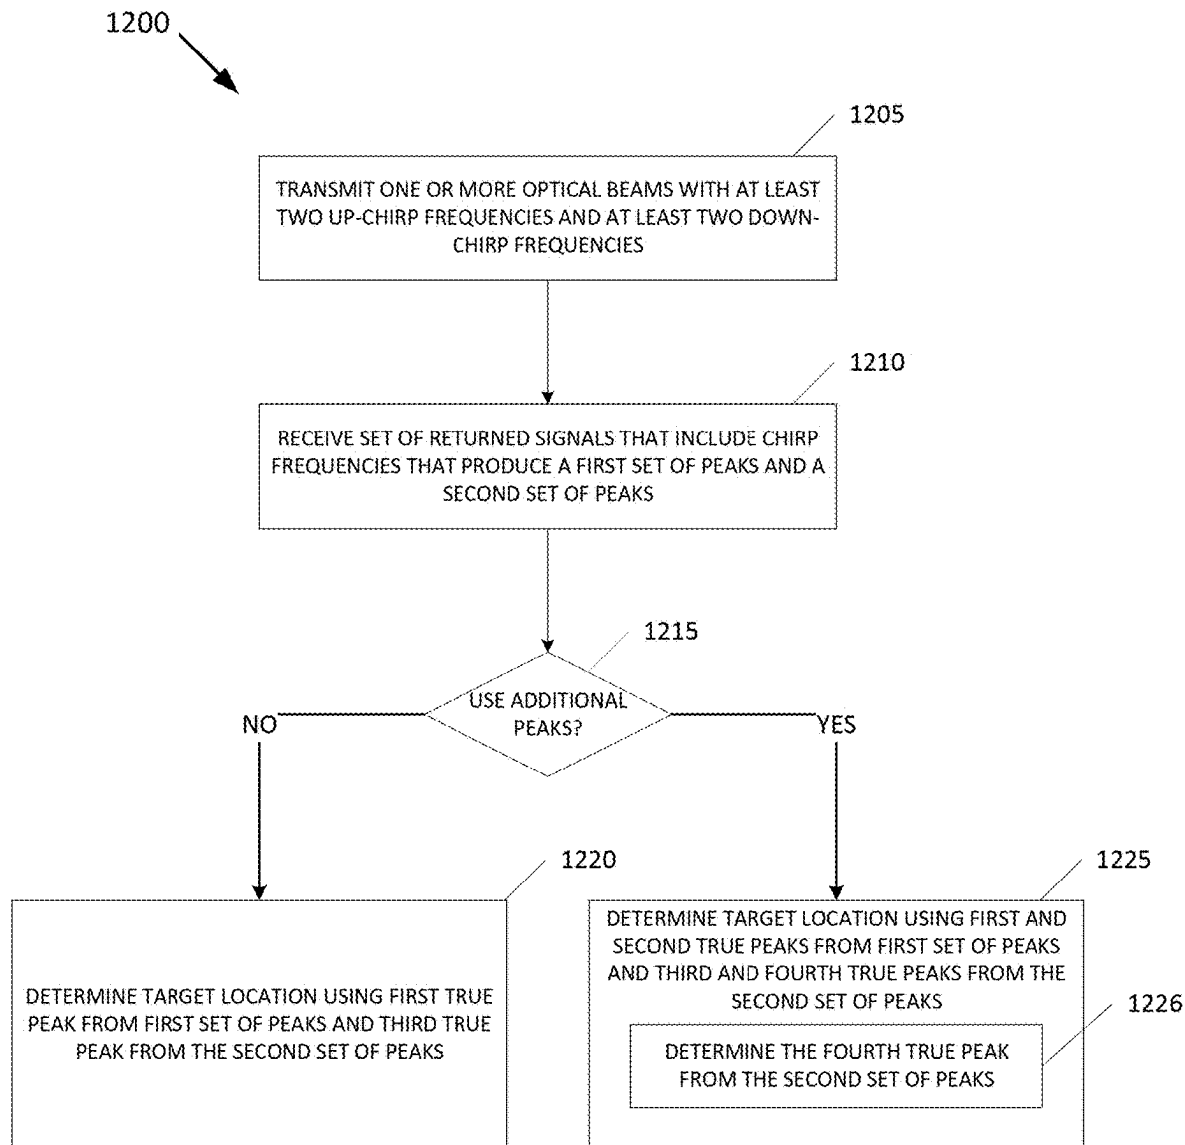 1200
1205
TRANSMIT ONE OR MORE OPTICAL BEAMS WITH AT LEAST
TWO UP-CHIRP FREQUENCIES AND AT LEAST TWO DOWN-
CHIRP FREQUENCIES
1210
RECEIVE SET OF RETURNED SIGNALS THAT INCLUDE CHIRP
FREQUENCIES THAT PRODUCE A FIRST SET OF PEAKS AND A
SECOND SET OF PEAKS
1215
USE ADDITIONAL
PEAKS?
NO
YES
1220
DETERMINE TARGET LOCATION USING FIRST TRUE
PEAK FROM FIRST SET OF PEAKS AND THIRD TRUE
PEAK FROM THE SECOND SET OF PEAKS
1225
DETERMINE TARGET LOCATION USING FIRST AND
SECOND TRUE PEAKS FROM FIRST SET OF PEAKS
AND THIRD AND FOURTH TRUE PEAKS FROM THE
SECOND SET OF PEAKS
1226
DETERMINE THE FOURTH TRUE PEAK
FROM THE SECOND SET OF PEAKS